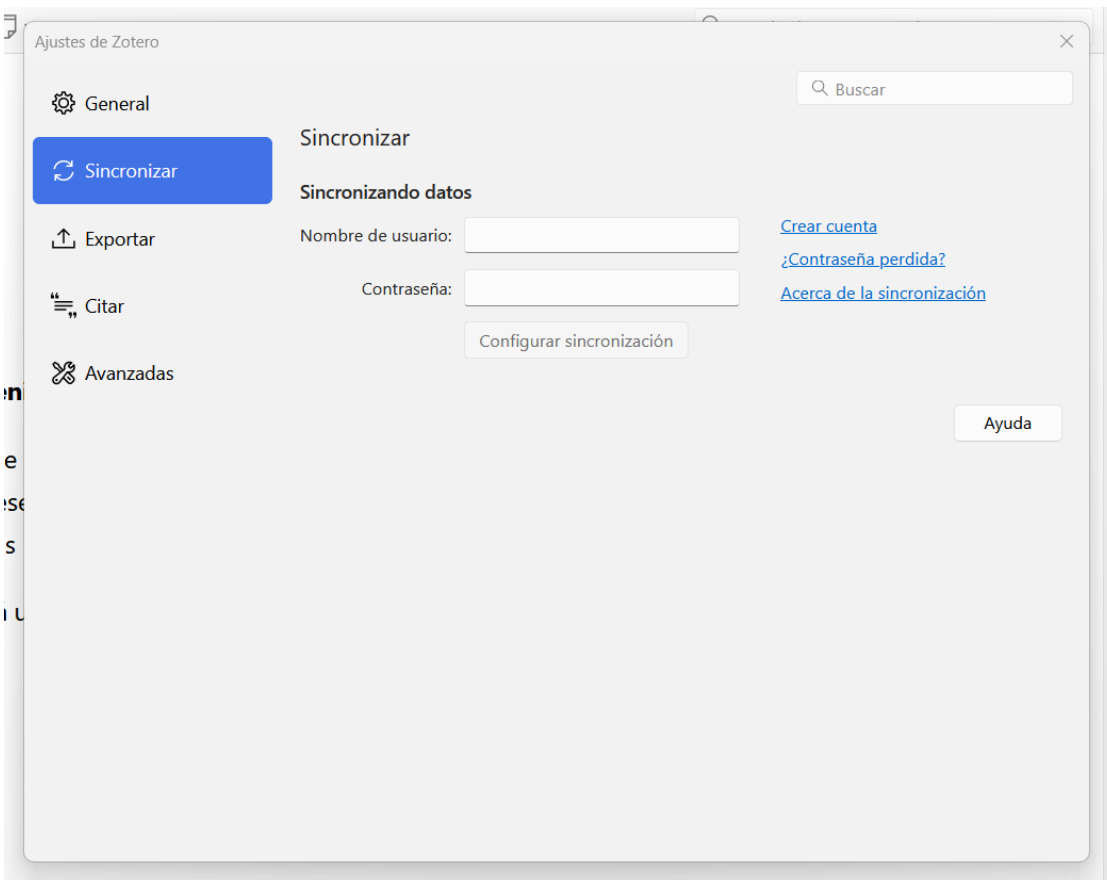 Ajustes de Zotero
General
Sincronizar
Exportar
Citar
Avanzadas
Buscar
Sincronizar
Sincronizando datos
Nombre de usuario:
Contraseña:
Configurar sincronización
Crear cuenta
¿Contraseña perdida?
Acerca de la sincronización
Ayuda